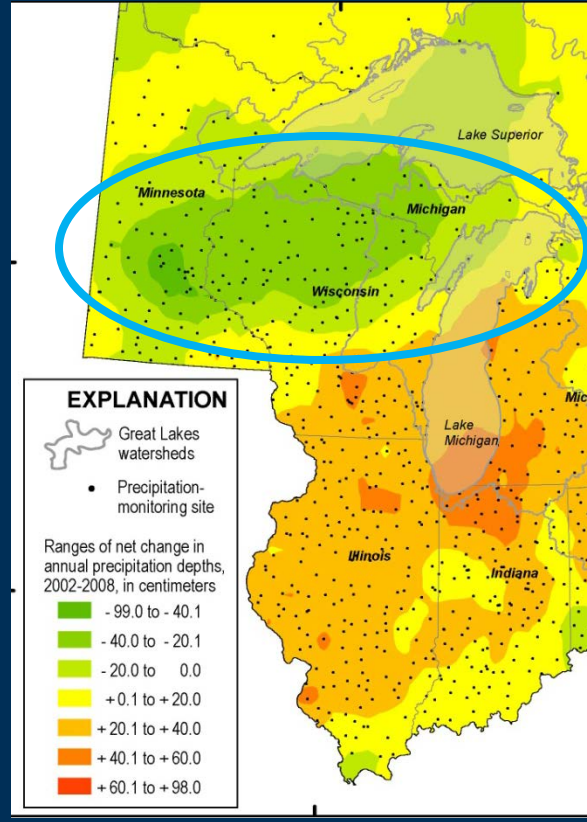 Lake Superior
Minnesota
Michigan
Wisconsin
EXPLANATION
Great Lakes
watersheds
Precipitation-
monitoring site
Ranges of net change in
annual precipitation depths,
2002-2008, in centimeters
- 99.0 to - 40.1
- 40.0 to - 20.1
- 20.0 to 0.0
+ 0.1 to + 20.0
+ 20.1 to + 40.0
+ 40.1 to + 60.0
+ 60.1 to + 98.0
Mic
Lake
Michigan
Illinois
Indiana